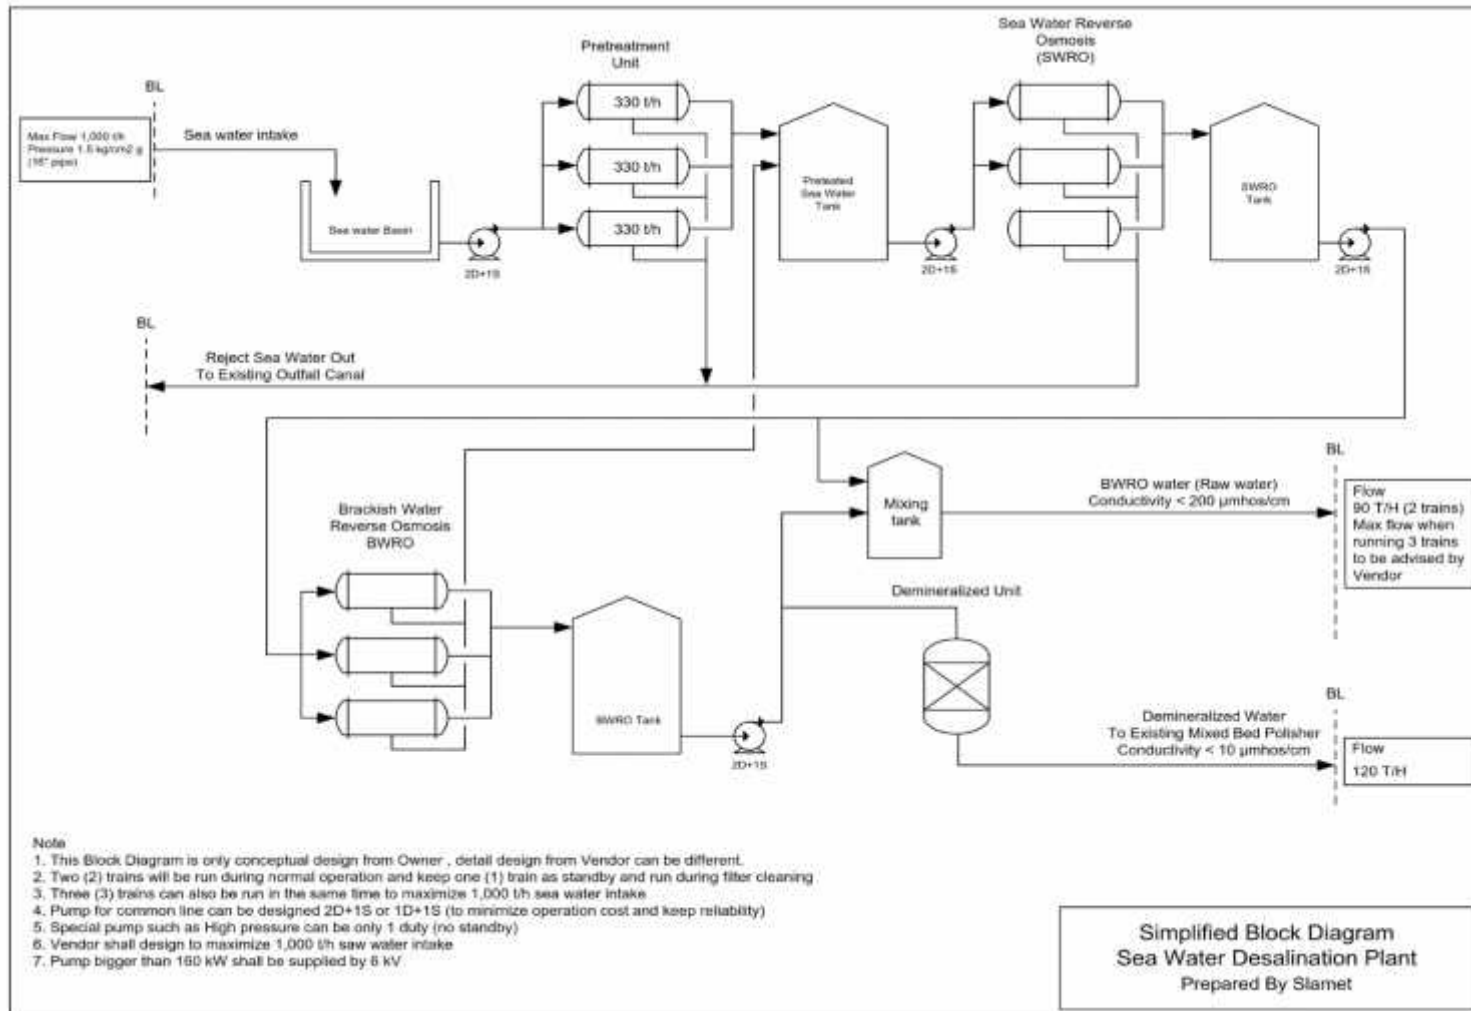 Sea Water Reverse
Osmosis
(SWRO)
Pretreatment
Unit
BL
Max Flow 1,000 t/h
Pressure 1.5 kg/cm2 g
(16" pipe)
Sea water intake
330 t/h
330 t/h
330 t/h
Sea water Basin
2D+1S
Preteated
Sea Water
Tank
2D+1S
SWRO
Tank
2D+1S
BL
Reject Sea Water Out
To Existing Outfall Canal
Brackish Water
Reverse Osmosis
BWRO
Mixing
tank
BWRO water (Raw water)
Conductivity < 200 µmhos/cm
BL
Flow
90 T/H (2 trains)
Max flow when
running 3 trains
to be advised by
Vendor
Demineralized Unit
BWRO Tank
2D+1S
Demineralized Water
To Existing Mixed Bed Polisher
Conductivity < 10 µmhos/cm
BL
Flow
120 T/H
Note
1. This Block Diagram is only conceptual design from Owner , detail design from Vendor can be different.
2. Two (2) trains will be run during normal operation and keep one (1) train as standby and run during filter cleaning
3. Three (3) trains can also be run in the same time to maximize 1,000 t/h sea water intake
4. Pump for common line can be designed 2D+1S or 1D+1S (to minimize operation cost and keep reliability)
5. Special pump such as High pressure can be only 1 duty (no standby)
6. Vendor shall design to maximize 1,000 t/h saw water intake
7. Pump bigger than 160 kW shall be supplied by 6 kV
Simplified Block Diagram
Sea Water Desalination Plant
Prepared By Slamet